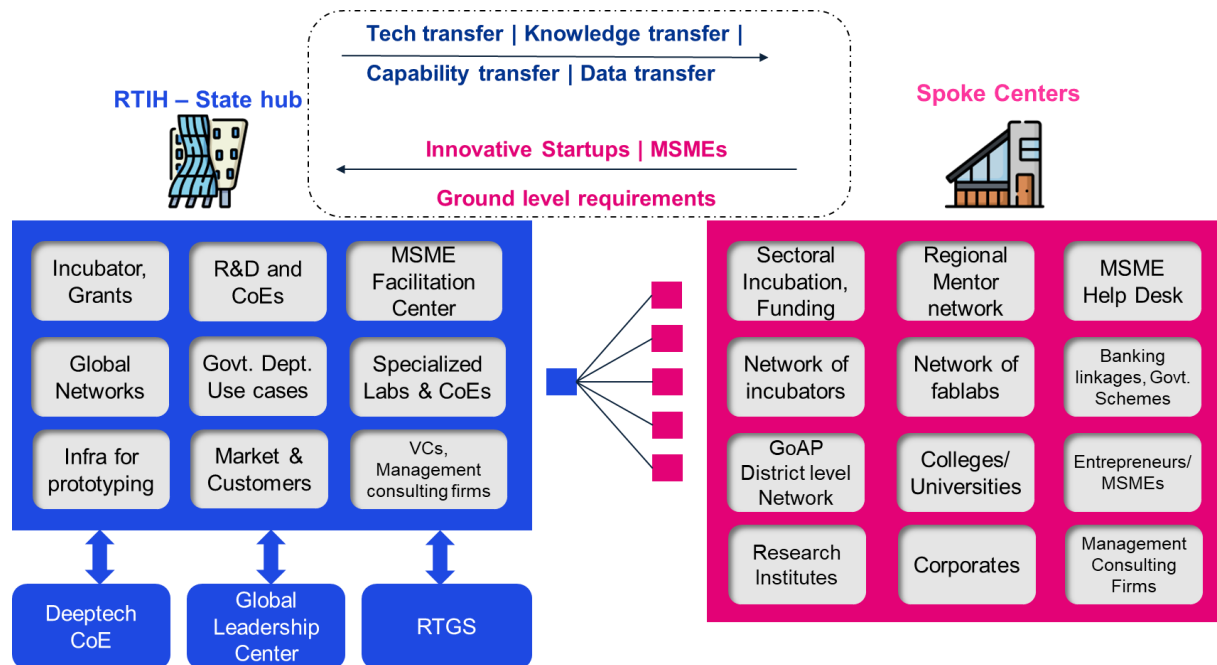 Tech transfer | Knowledge transfer |
Capability transfer | Data transfer
RTIH – State hub
Spoke Centers
Innovative Startups | MSMEs
Ground level requirements
Incubator,
Grants
R&D and
CoEs
MSME
Facilitation
Center
Global
Networks
Govt. Dept.
Use cases
Specialized
Labs & CoEs
Infra for
prototyping
Market &
Customers
VCs,
Management
consulting firms
Deeptech
CoE
Global
Leadership
Center
RTGS
Sectoral
Incubation,
Funding
Regional
Mentor
network
MSME
Help Desk
Network of
incubators
Network of
fablabs
Banking
linkages, Govt.
Schemes
GoAP
District level
Network
Colleges/
Universities
Entrepreneurs/
MSMEs
Research
Institutes
Corporates
Management
Consulting
Firms